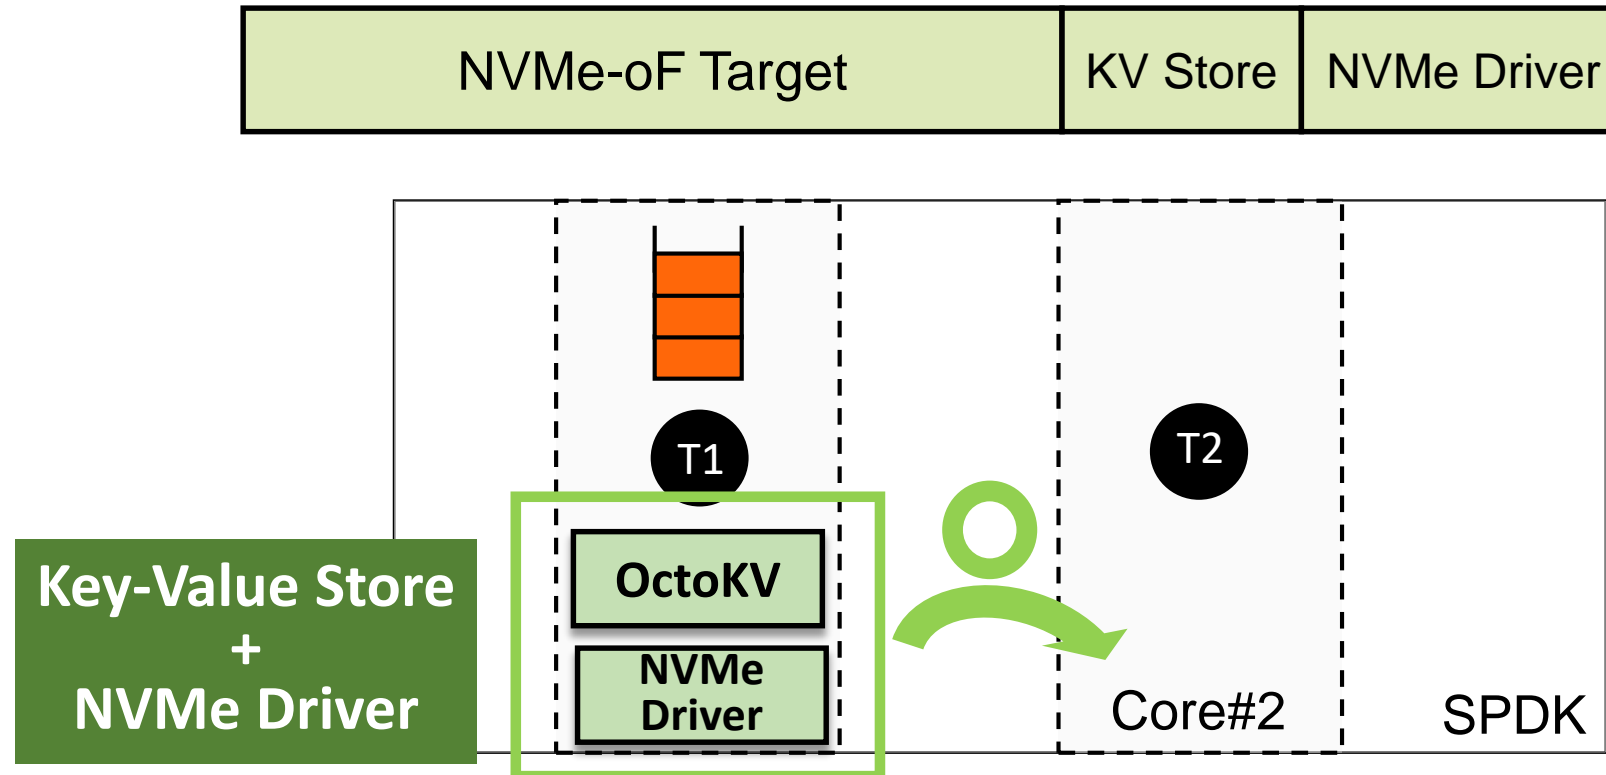 NVMe-oF Target
KV Store
NVMe Driver
T1
T2
OctoKV
NVMe
Driver
Key-Value Store
+
NVMe Driver
Core#2
SPDK